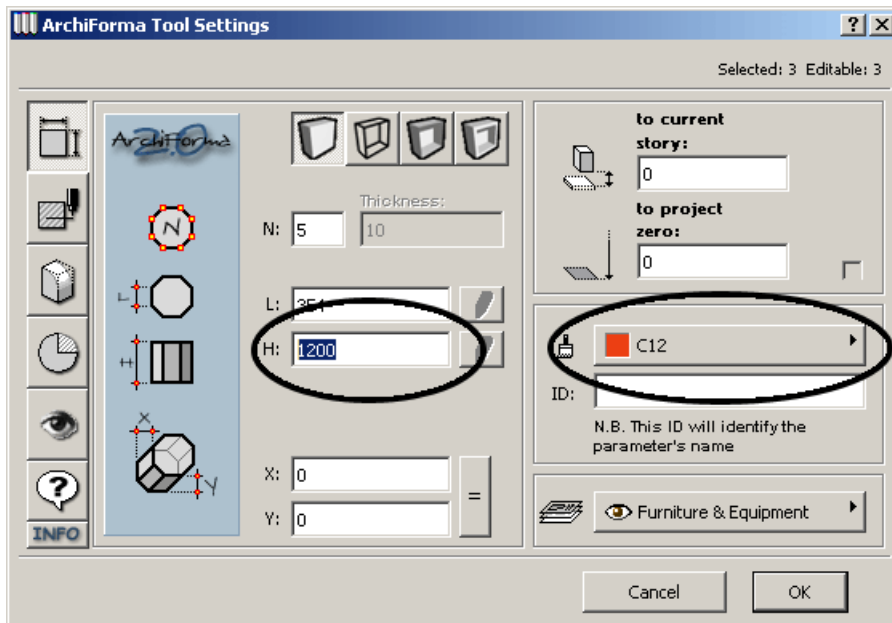 ArchiForma Tool Settings
Selected: 3 Editable: 3
ArchiForma
2.0
N
L
H
X
Y
INFO
Thickness:
N: 5
10
L:
H: 1200
X: 0
Y: 0
=
to current
story:
0
to project
zero:
0
C12
ID:
N.B. This ID will identify the
parameter's name
Furniture & Equipment
Cancel
OK